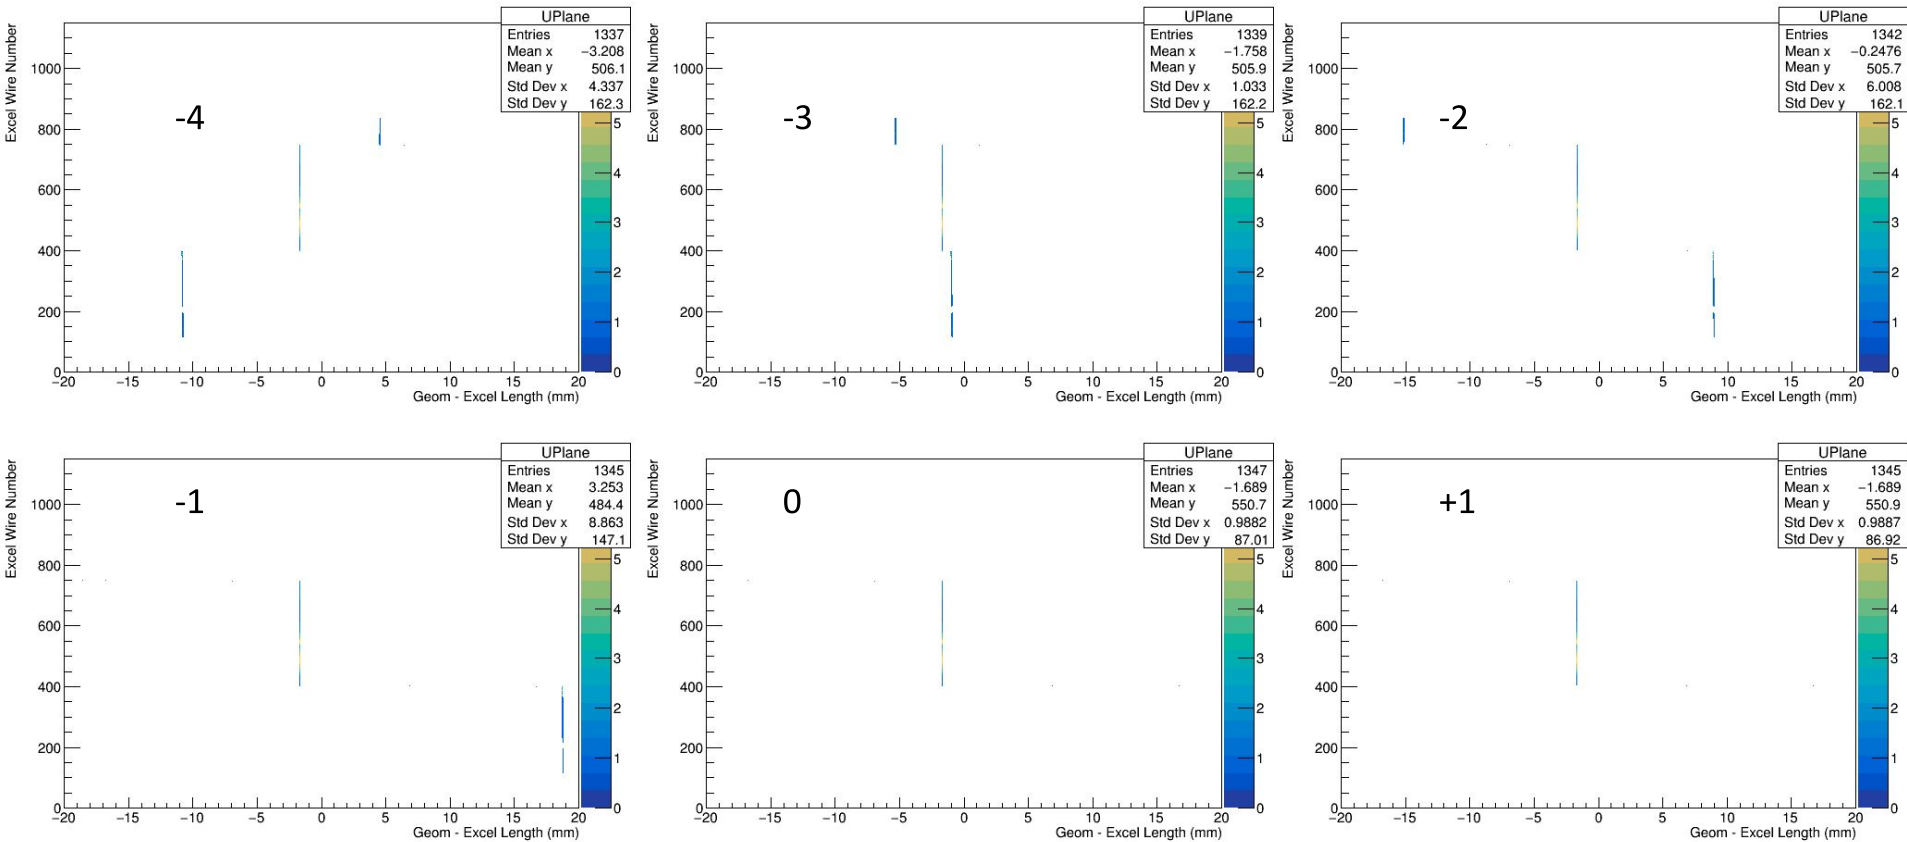 UPlane
Entries 1337
Mean x −3.208
Mean y 506.1
Std Dev x 4.337
Std Dev y 162.3
-4
Excel Wire Number
1000
800
600
400
200
0
−20 −15 −10 −5 0 5 10 15 20
Geom - Excel Length (mm)
5
4
3
2
1
0
UPlane
Entries 1339
Mean x −1.758
Mean y 505.9
Std Dev x 1.033
Std Dev y 162.2
-3
Excel Wire Number
1000
800
600
400
200
0
−20 −15 −10 −5 0 5 10 15 20
Geom - Excel Length (mm)
5
4
3
2
1
0
UPlane
Entries 1342
Mean x −0.2476
Mean y 505.7
Std Dev x 6.008
Std Dev y 162.1
-2
Excel Wire Number
1000
800
600
400
200
0
−20 −15 −10 −5 0 5 10 15 20
Geom - Excel Length (mm)
5
4
3
2
1
0
UPlane
Entries 1345
Mean x 3.253
Mean y 484.4
Std Dev x 8.863
Std Dev y 147.1
-1
Excel Wire Number
1000
800
600
400
200
0
−20 −15 −10 −5 0 5 10 15 20
Geom - Excel Length (mm)
5
4
3
2
1
0
UPlane
Entries 1347
Mean x −1.689
Mean y 550.7
Std Dev x 0.9882
Std Dev y 87.01
0
Excel Wire Number
1000
800
600
400
200
0
−20 −15 −10 −5 0 5 10 15 20
Geom - Excel Length (mm)
5
4
3
2
1
0
UPlane
Entries 1345
Mean x −1.689
Mean y 550.9
Std Dev x 0.9887
Std Dev y 86.92
+1
Excel Wire Number
1000
800
600
400
200
0
−20 −15 −10 −5 0 5 10 15 20
Geom - Excel Length (mm)
5
4
3
2
1
0